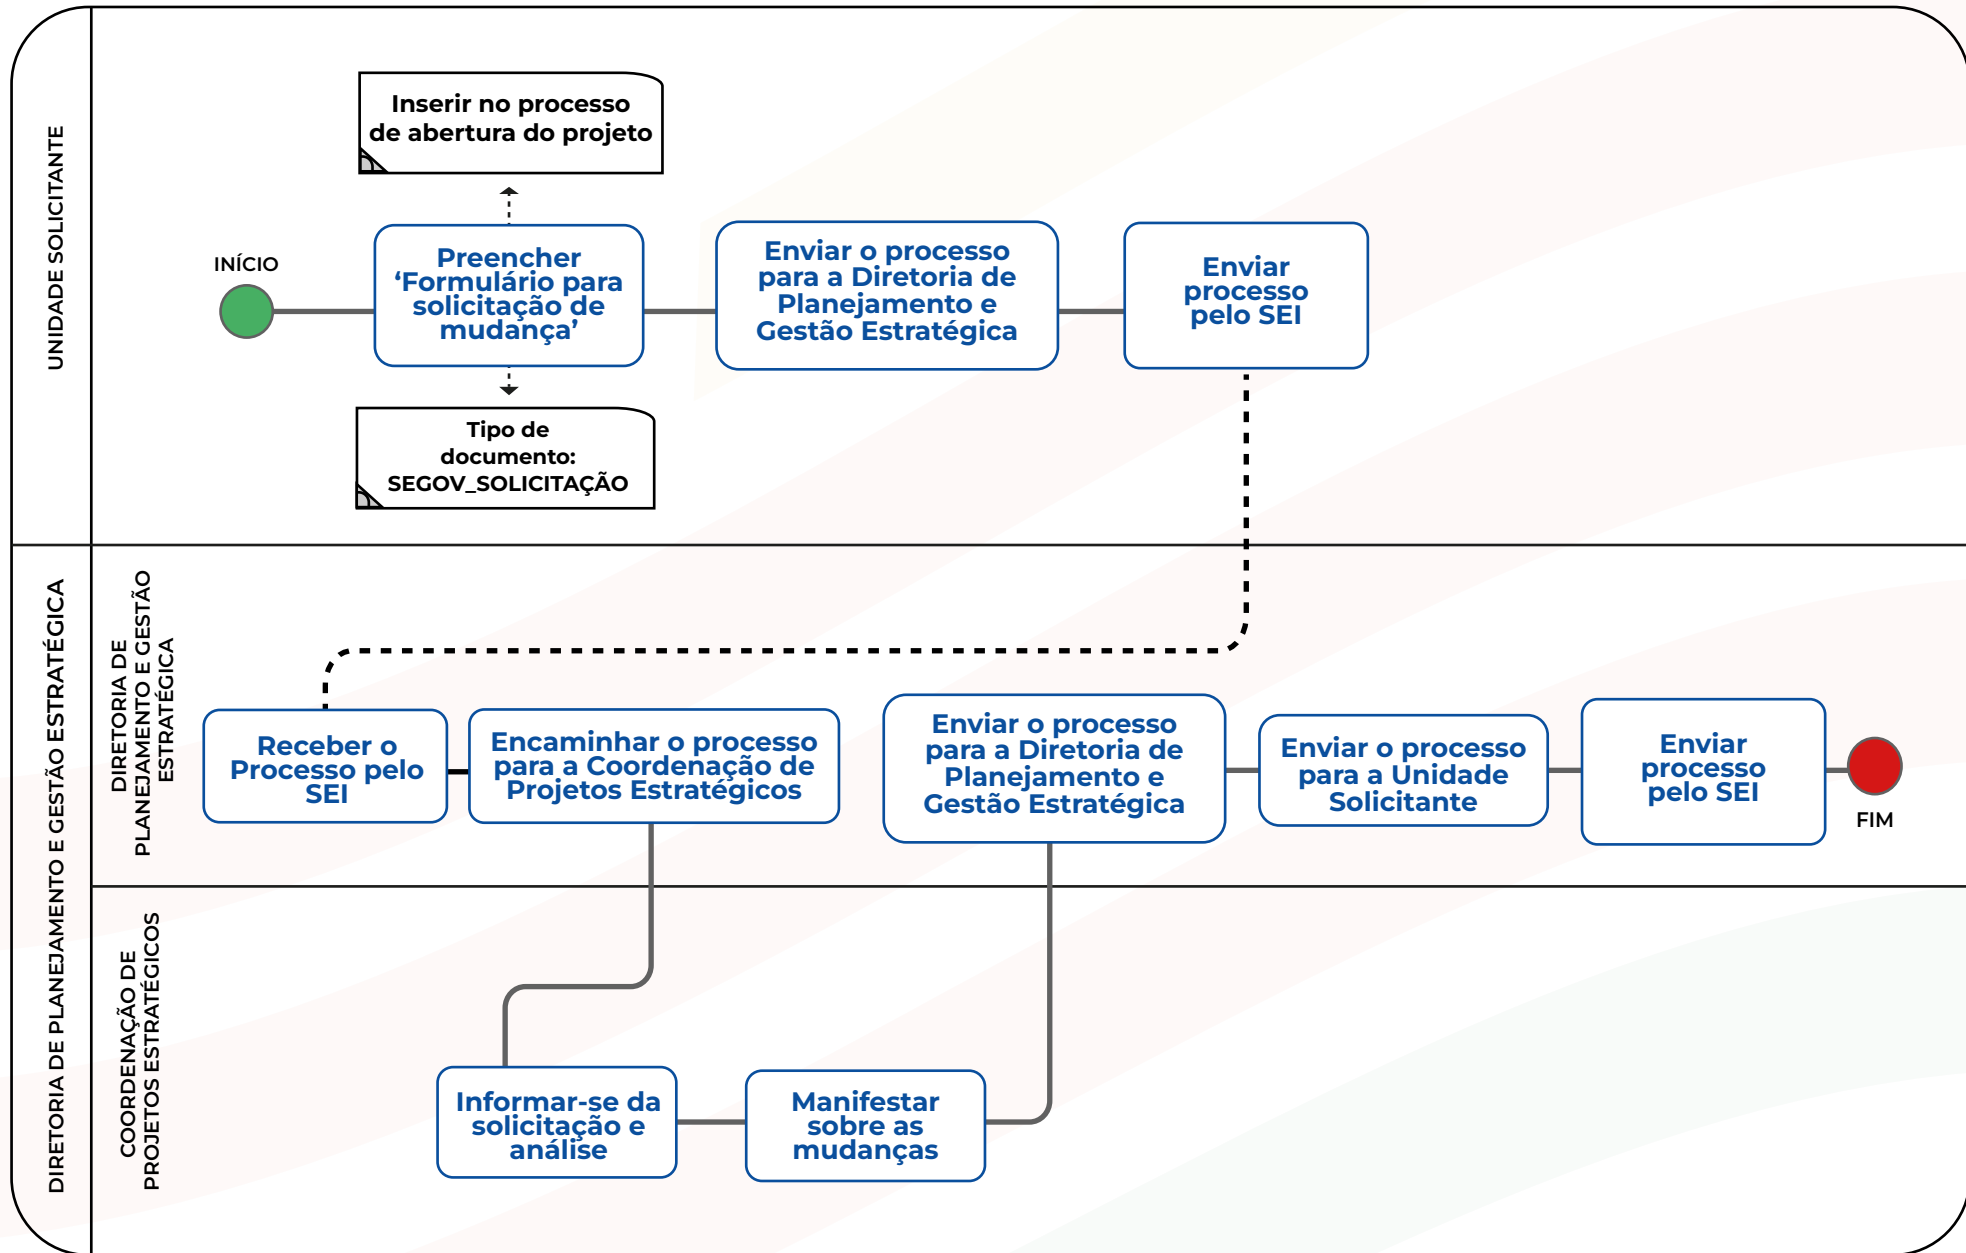 UNIDADE SOLICITANTE
Inserir no processo
de abertura do projeto
INÍCIO
Preencher
‘Formulário para
solicitação de
mudança’
Enviar o processo
para a Diretoria de
Planejamento e
Gestão Estratégica
Enviar
processo
pelo SEI
Tipo de
documento:
SEGOV_SOLICITAÇÃO
DIRETORIA DE PLANEJAMENTO E GESTÃO ESTRATÉGICA
DIRETORIA DE
PLANEJAMENTO E GESTÃO
ESTRATÉGICA
Receber o
Processo pelo
SEI
Encaminhar o processo
para a Coordenação de
Projetos Estratégicos
Enviar o processo
para a Diretoria de
Planejamento e
Gestão Estratégica
Enviar o processo
para a Unidade
Solicitante
Enviar
processo
pelo SEI
FIM
COORDENAÇÃO DE
PROJETOS ESTRATÉGICOS
Informar-se da
solicitação e
análise
Manifestar
sobre as
mudanças